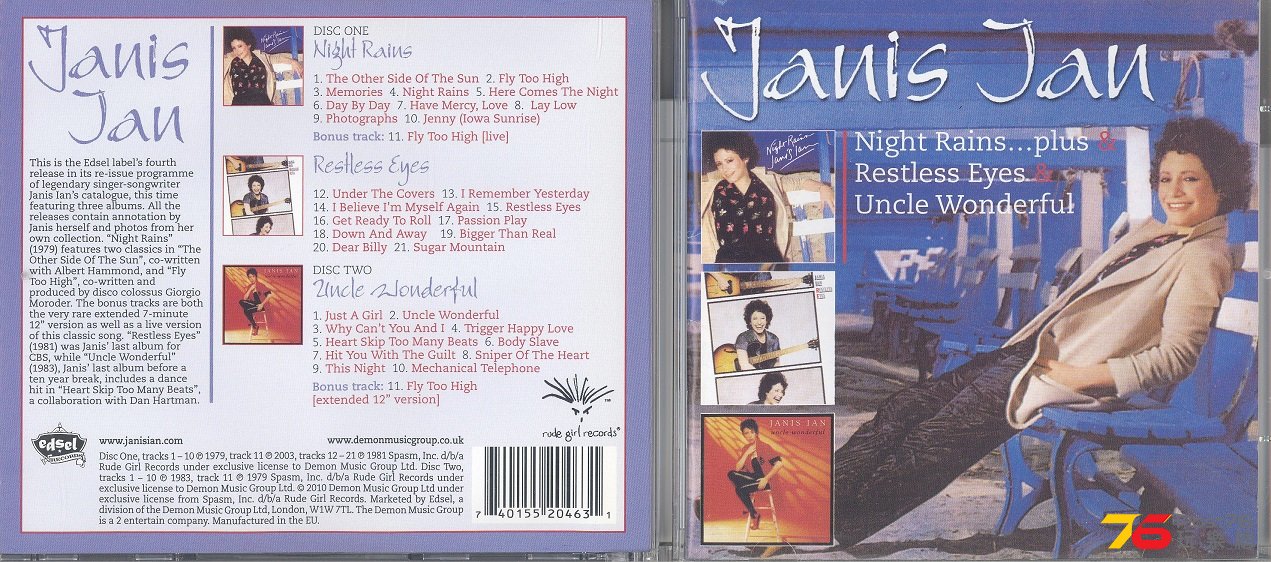 Janis
Ian
This is the Edsel label's fourth
release in its re-issue programme
of legendary singer-songwriter
Janis Ian's catalogue, this time
featuring three albums. All the
releases contain annotation by
Janis herself and photos from her
own collection. "Night Rains"
(1979) features two classics in "The
Other Side Of The Sun", co-written
with Albert Hammond, and "Fly
Too High", co-written and
produced by disco colossus Giorgio
Moroder. The bonus tracks are both
the very rare extended 7-minute
12" version as well as a live version
of this classic song. "Restless Eyes"
(1981) was Janis' last album for
CBS, while "Uncle Wonderful"
(1983), Janis' last album before a
ten year break, includes a dance
hit in "Heart Skip Too Many Beats",
a collaboration with Dan Hartman.
Night Rains
Janis Ian
DISC ONE
Night Rains
1. The Other Side Of The Sun 2. Fly Too High
3. Memories 4. Night Rains 5. Here Comes The Night
6. Day By Day 7. Have Mercy, Love 8. Lay Low
9. Photographs 10. Jenny (Iowa Sunrise)
Bonus track: 11. Fly Too High [live]
Restless Eyes
12. Under The Covers 13. I Remember Yesterday
14. I Believe I'm Myself Again 15. Restless Eyes
16. Get Ready To Roll 17. Passion Play
18. Down And Away 19. Bigger Than Real
20. Dear Billy 21. Sugar Mountain
JANIS IAN
uncle wonderful
DISC TWO
Uncle Wonderful
1. Just A Girl 2. Uncle Wonderful
3. Why Can't You And I 4. Trigger Happy Love
5. Heart Skip Too Many Beats 6. Body Slave
7. Hit You With The Guilt 8. Sniper Of The Heart
9. This Night 10. Mechanical Telephone
Bonus track: 11. Fly Too High
[extended 12" version]
rude girl records
™
edsel
RECORDS
www.janisian.com www.demonmusicgroup.co.uk
Disc One, tracks 1 – 10 ℗ 1979, track 11 ℗ 2003, tracks 12 – 21 ℗ 1981 Spasm, Inc. d/b/a
Rude Girl Records under exclusive license to Demon Music Group Ltd. Disc Two,
tracks 1 – 10 ℗ 1983, track 11 ℗ 1979 Spasm, Inc. d/b/a Rude Girl Records under
exclusive license to Demon Music Group Ltd. © 2010 Demon Music Group Ltd under
exclusive license from Spasm, Inc. d/b/a Rude Girl Records. Marketed by Edsel, a
division of the Demon Music Group Ltd, London, W1W 7TL. The Demon Music Group
is a 2 entertain company. Manufactured in the EU.
7 40155 20463 1
Janis Ian
Night Rains...plus &
Restless Eyes &
Uncle Wonderful
Night Rains
Janis Ian
JANIS
IAN
RESTLESS
EYES
JANIS IAN
uncle wonderful
76